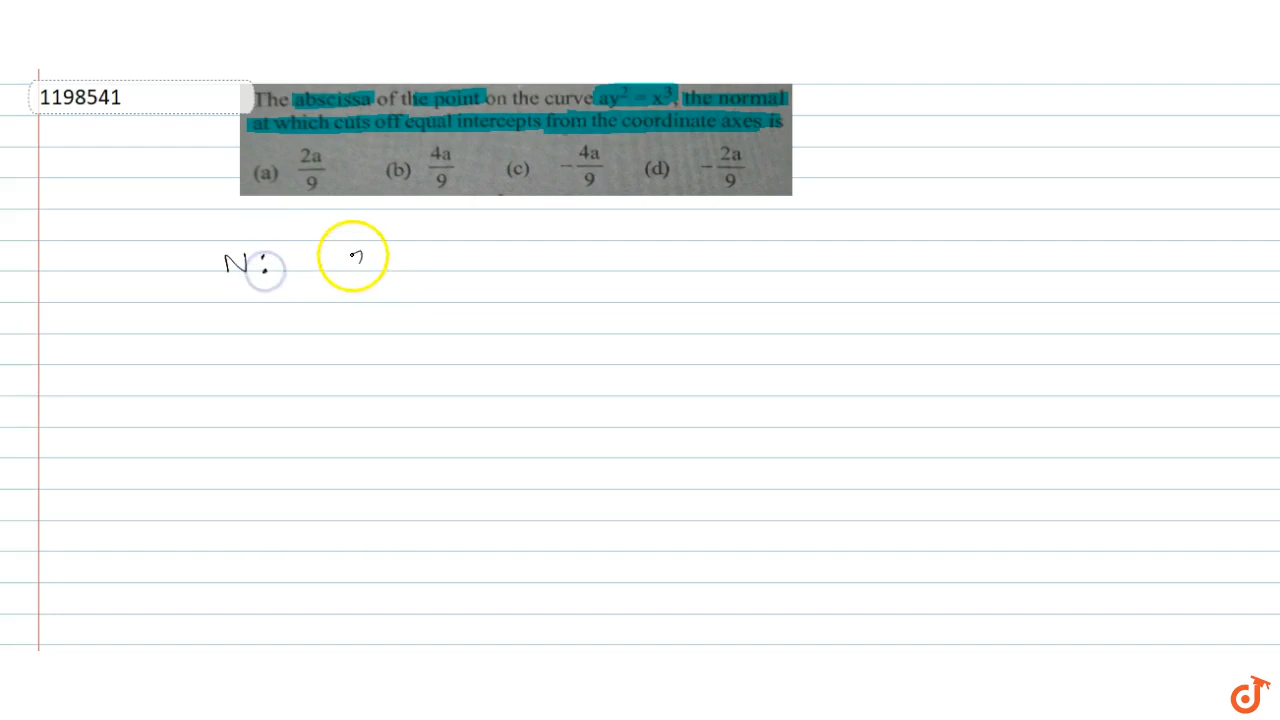 1198541
The abscissa of the point on the curve ay² = x³, the normal
at which cuts off equal intercepts from the coordinate axes is
(a) 2a/9 (b) 4a/9 (c) -4a/9 (d) -2a/9
N: